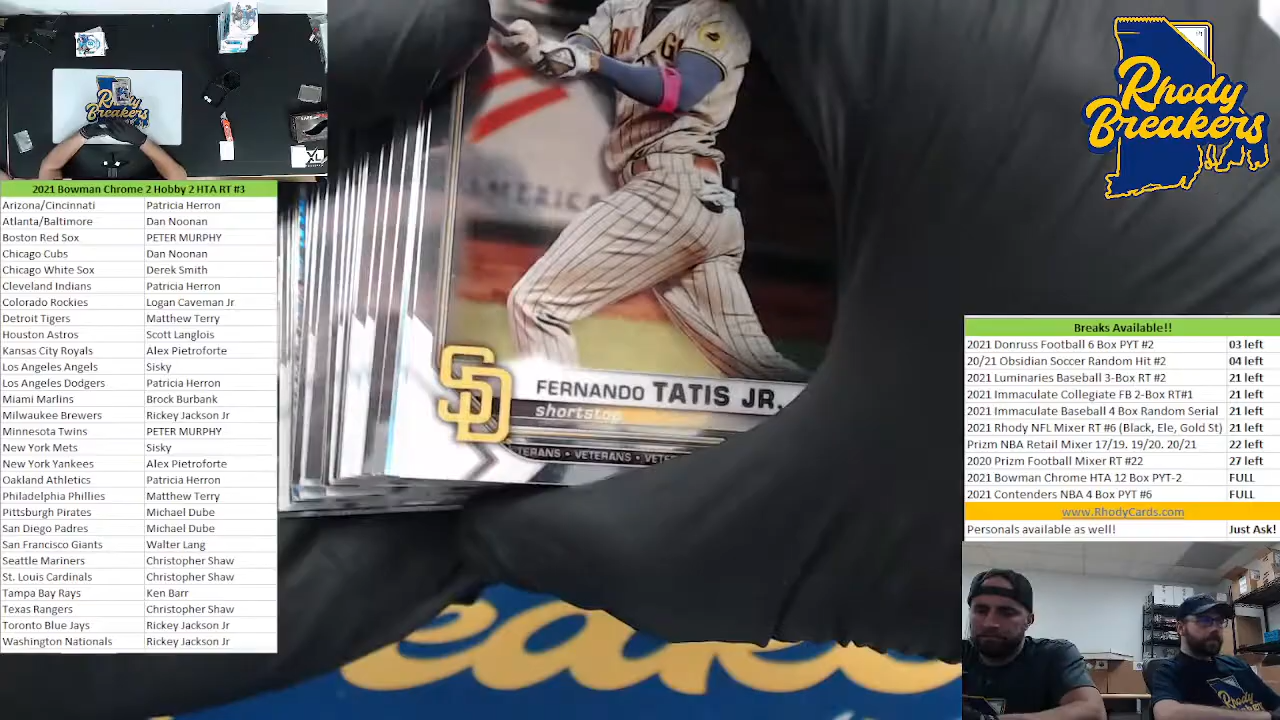 2021 Bowman Chrome 2 Hobby 2 HTA RT #3
Arizona/Cincinnati Patricia Herron
Atlanta/Baltimore Dan Noonan
Boston Red Sox PETER MURPHY
Chicago Cubs Dan Noonan
Chicago White Sox Derek Smith
Cleveland Indians Patricia Herron
Colorado Rockies Logan Caveman Jr
Detroit Tigers Matthew Terry
Houston Astros Scott Langlois
Kansas City Royals Alex Pietroforte
Los Angeles Angels Sisky
Los Angeles Dodgers Patricia Herron
Miami Marlins Brock Burbank
Milwaukee Brewers Rickey Jackson Jr
Minnesota Twins PETER MURPHY
New York Mets Sisky
New York Yankees Alex Pietroforte
Oakland Athletics Patricia Herron
Philadelphia Phillies Matthew Terry
Pittsburgh Pirates Michael Dube
San Diego Padres Michael Dube
San Francisco Giants Walter Lang
Seattle Mariners Christopher Shaw
St. Louis Cardinals Christopher Shaw
Tampa Bay Rays Ken Barr
Texas Rangers Christopher Shaw
Toronto Blue Jays Rickey Jackson Jr
Washington Nationals Rickey Jackson Jr
Rhody
Breakers
AMERICA
SD
FERNANDO TATIS JR.
shortstop
TERANS • VETERANS • VETE
Rhody
Breakers
Breaks Available!!
2021 Donruss Football 6 Box PYT #2 03 left
20/21 Obsidian Soccer Random Hit #2 04 left
2021 Luminaries Baseball 3-Box RT #2 21 left
2021 Immaculate Collegiate FB 2-Box RT#1 21 left
2021 Immaculate Baseball 4 Box Random Serial 21 left
2021 Rhody NFL Mixer RT #6 (Black, Ele, Gold St) 21 left
Prizm NBA Retail Mixer 17/19. 19/20. 20/21 22 left
2020 Prizm Football Mixer RT #22 27 left
2021 Bowman Chrome HTA 12 Box PYT-2 FULL
2021 Contenders NBA 4 Box PYT #6 FULL
www.RhodyCards.com
Personals available as well! Just Ask!